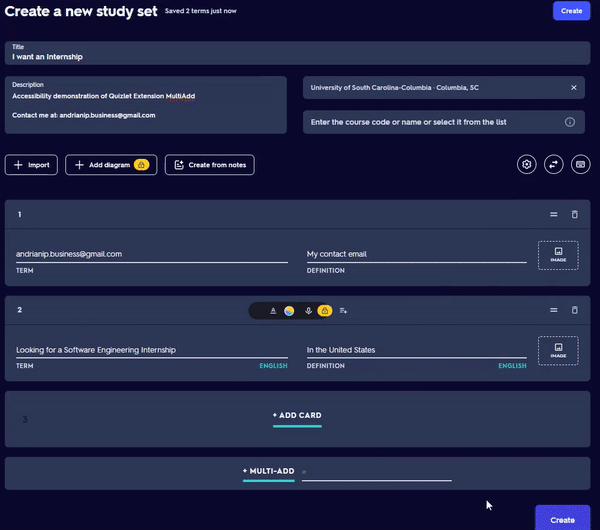 Create a new study set
Saved 2 terms just now
Create
Title
I want an Internship
Description
Accessibility demonstration of Quizlet Extension MultiAdd
Contact me at: andrianip.business@gmail.com
University of South Carolina-Columbia · Columbia, SC
Enter the course code or name or select it from the list
+ Import
+ Add diagram
Create from notes
1
andrianip.business@gmail.com
My contact email
TERM
DEFINITION
IMAGE
2
Looking for a Software Engineering Internship
In the United States
TERM
ENGLISH
DEFINITION
ENGLISH
IMAGE
3
+ ADD CARD
+ MULTI-ADD
Create